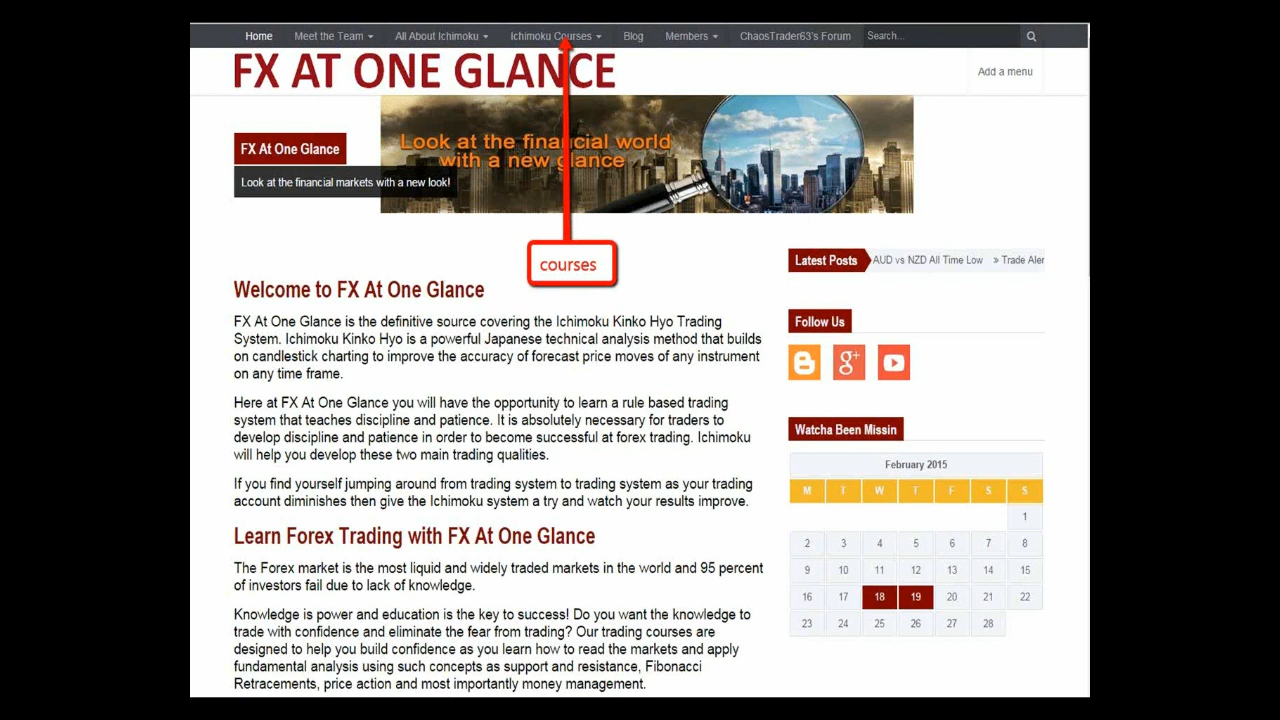 Home Meet the Team All About Ichimoku Ichimoku Courses Blog Members ChaosTrader63's Forum Search...
FX AT ONE GLANCE
Add a menu
Look at the financial world
with a new glance
FX At One Glance
Look at the financial markets with a new look!
courses
Welcome to FX At One Glance
FX At One Glance is the definitive source covering the Ichimoku Kinko Hyo Trading
System. Ichimoku Kinko Hyo is a powerful Japanese technical analysis method that builds
on candlestick charting to improve the accuracy of forecast price moves of any instrument
on any time frame.
Here at FX At One Glance you will have the opportunity to learn a rule based trading
system that teaches discipline and patience. It is absolutely necessary for traders to
develop discipline and patience in order to become successful at forex trading. Ichimoku
will help you develop these two main trading qualities.
If you find yourself jumping around from trading system to trading system as your trading
account diminishes then give the Ichimoku system a try and watch your results improve.
Learn Forex Trading with FX At One Glance
The Forex market is the most liquid and widely traded markets in the world and 95 percent
of investors fail due to lack of knowledge.
Knowledge is power and education is the key to success! Do you want the knowledge to
trade with confidence and eliminate the fear from trading? Our trading courses are
designed to help you build confidence as you learn how to read the markets and apply
fundamental analysis using such concepts as support and resistance, Fibonacci
Retracements, price action and most importantly money management.
Latest Posts AUD vs NZD All Time Low » Trade Aler
Follow Us
g+
Watcha Been Missin
February 2015
M T W T F S S
1
2 3 4 5 6 7 8
9 10 11 12 13 14 15
16 17 18 19 20 21 22
23 24 25 26 27 28